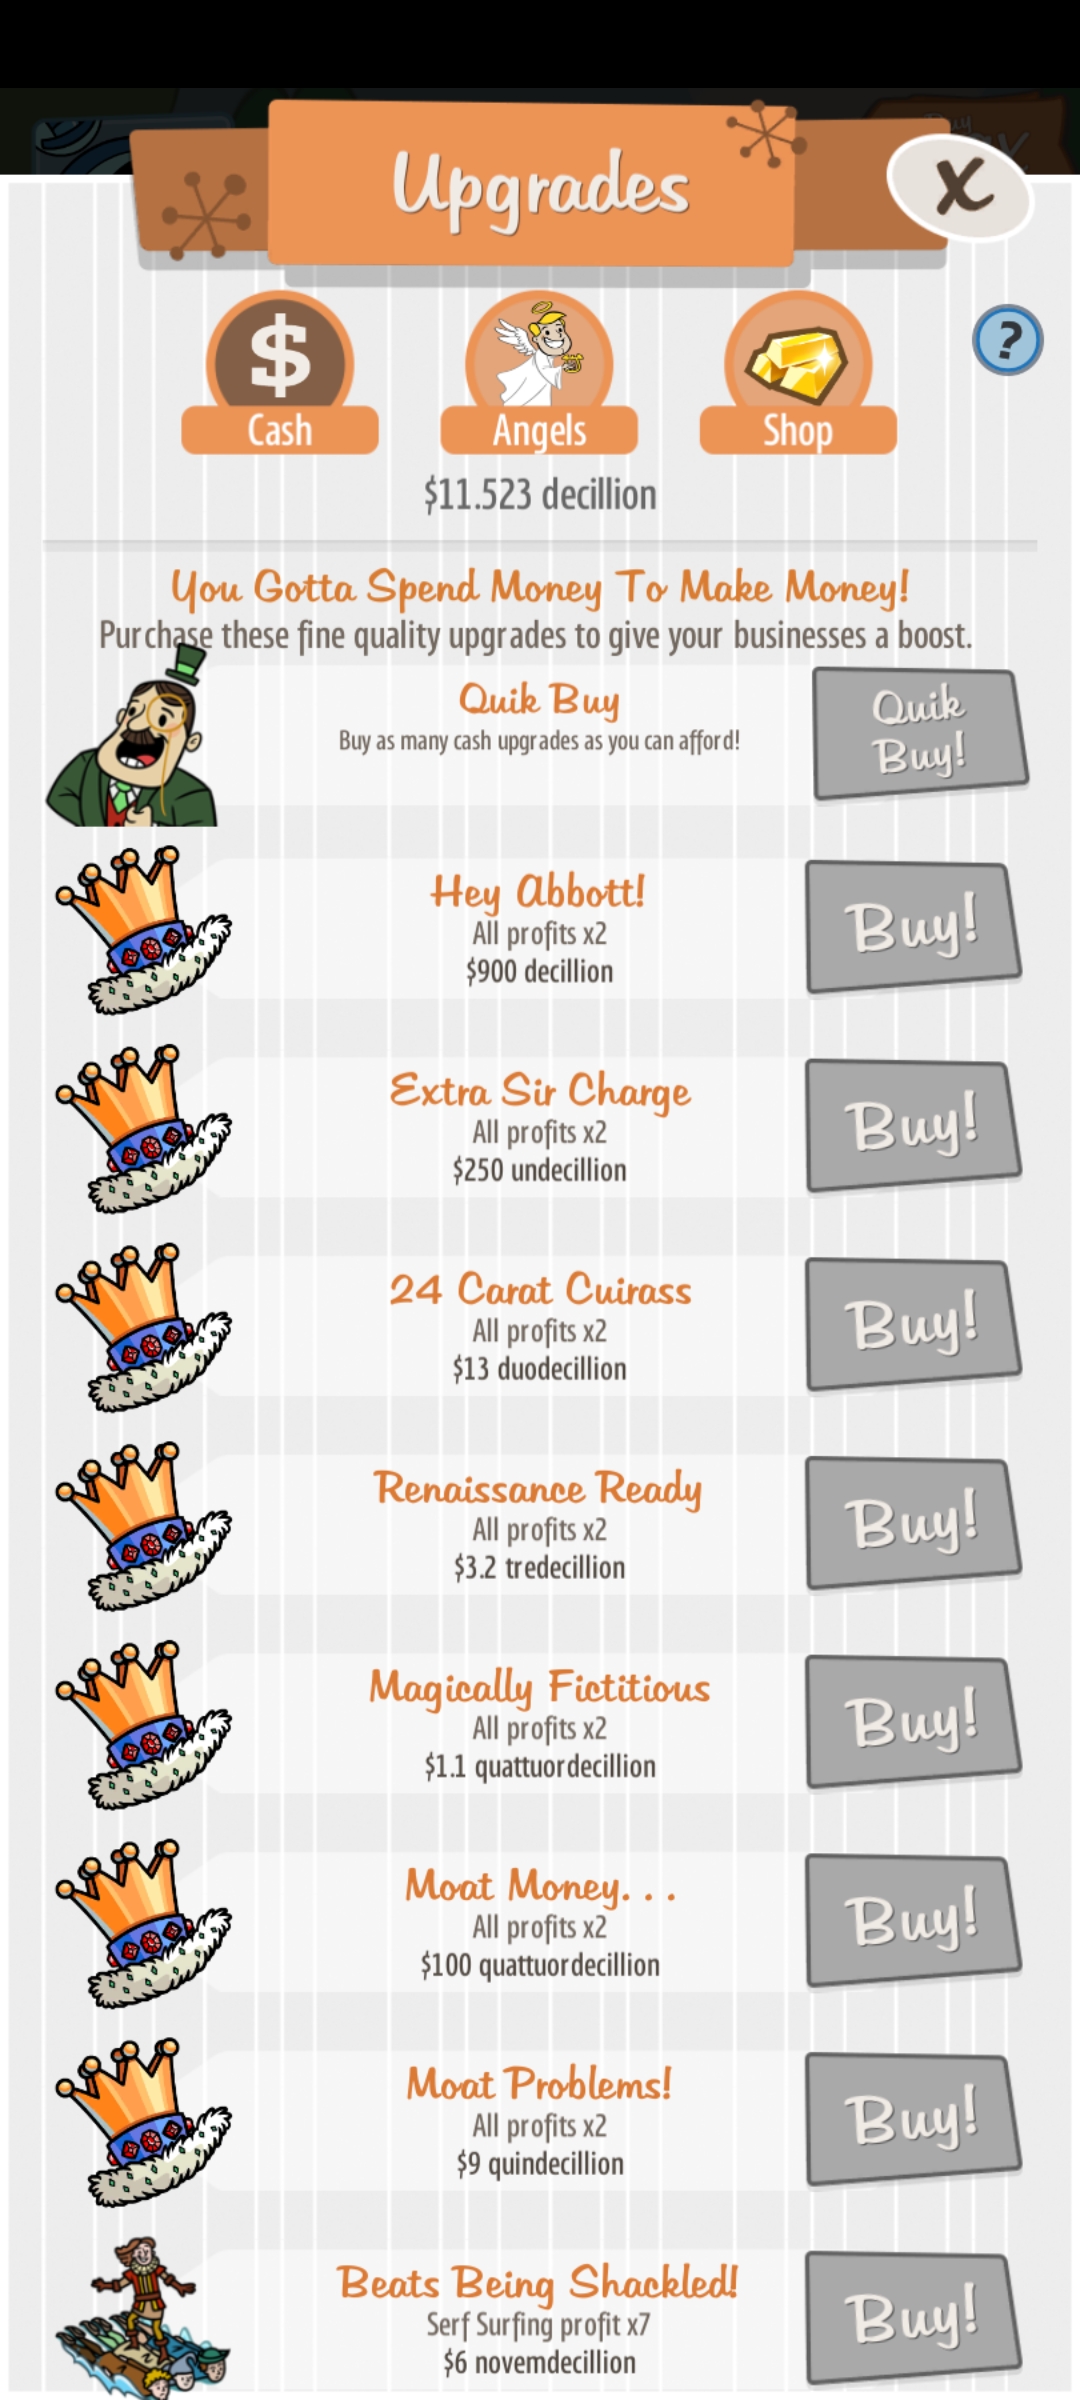 Upgrades
X
$
?
Cash
Angels
Shop
$11.523 decillion
You Gotta Spend Money To Make Money!
Purchase these fine quality upgrades to give your businesses a boost.
Quik Buy
Buy as many cash upgrades as you can afford!
Quik
Buy!
Hey Abbott!
All profits x2
$900 decillion
Buy!
Extra Sir Charge
All profits x2
$250 undecillion
Buy!
24 Carat Cuirass
All profits x2
$13 duodecillion
Buy!
Renaissance Ready
All profits x2
$3.2 tredecillion
Buy!
Magically Fictitious
All profits x2
$1.1 quattuordecillion
Buy!
Moat Money. . .
All profits x2
$100 quattuordecillion
Buy!
Moat Problems!
All profits x2
$9 quindecillion
Buy!
Beats Being Shackled!
Serf Surfing profit x7
$6 novemdecillion
Buy!